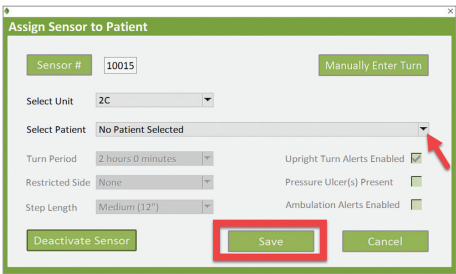 Assign Sensor to Patient
Sensor # 10015 Manually Enter Turn
Select Unit 2C
Select Patient No Patient Selected
Turn Period 2 hours 0 minutes Upright Turn Alerts Enabled
Restricted Side None Pressure Ulcer(s) Present
Step Length Medium (12") Ambulation Alerts Enabled
Deactivate Sensor Save Cancel